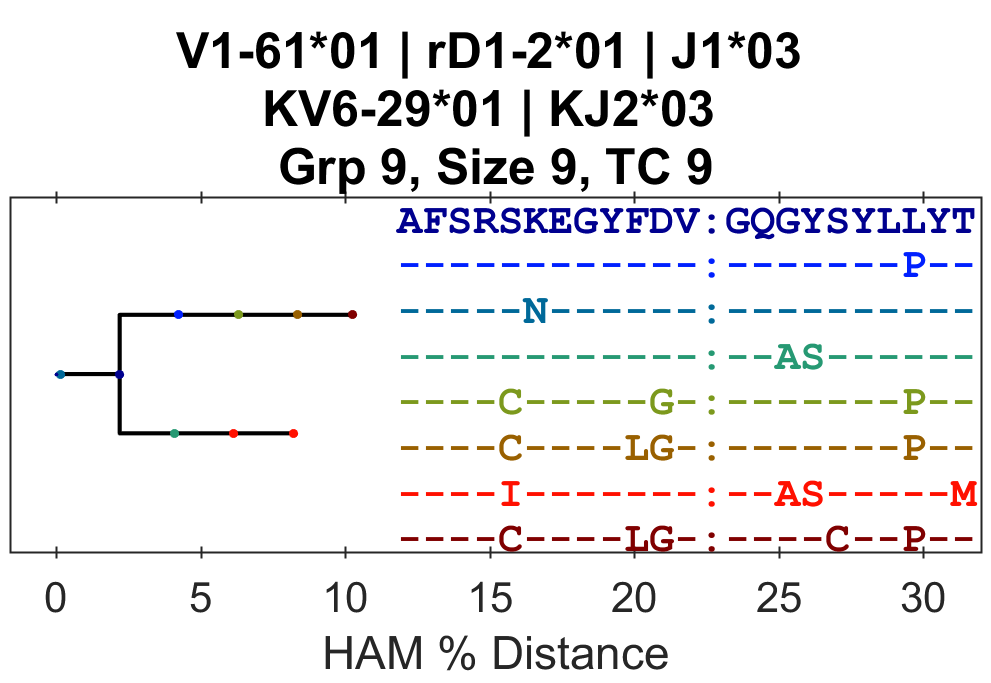 V1-61*01 | rD1-2*01 | J1*03
KV6-29*01 | KJ2*03
Grp 9, Size 9, TC 9
AFSRSKEGYFDV:GQGYSYLLYT
------------:-------P--
-----N------:----------
------------:--AS------
----C-----G-:-------P--
----C----LG-:-------P--
----I-------:--AS-----M
----C----LG-:----C--P--
0 5 10 15 20 25 30
HAM % Distance